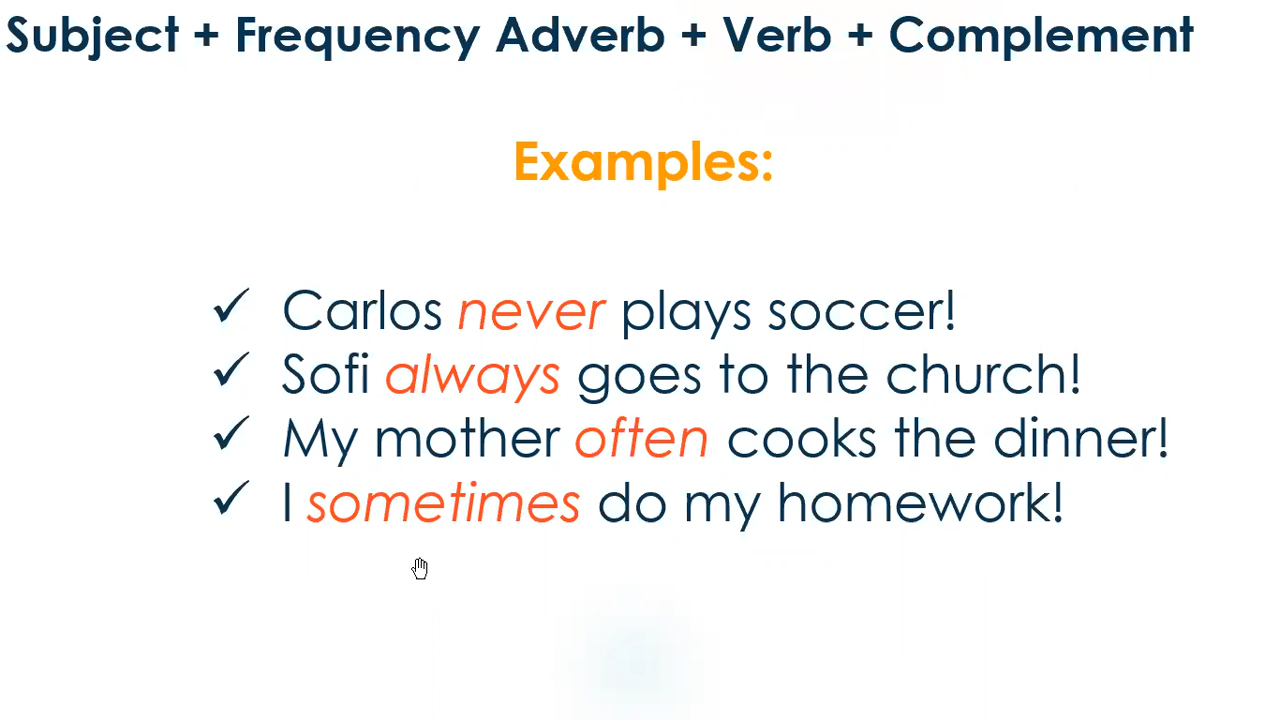 Subject + Frequency Adverb + Verb + Complement
Examples:
✓ Carlos never plays soccer!
✓ Sofi always goes to the church!
✓ My mother often cooks the dinner!
✓ I sometimes do my homework!